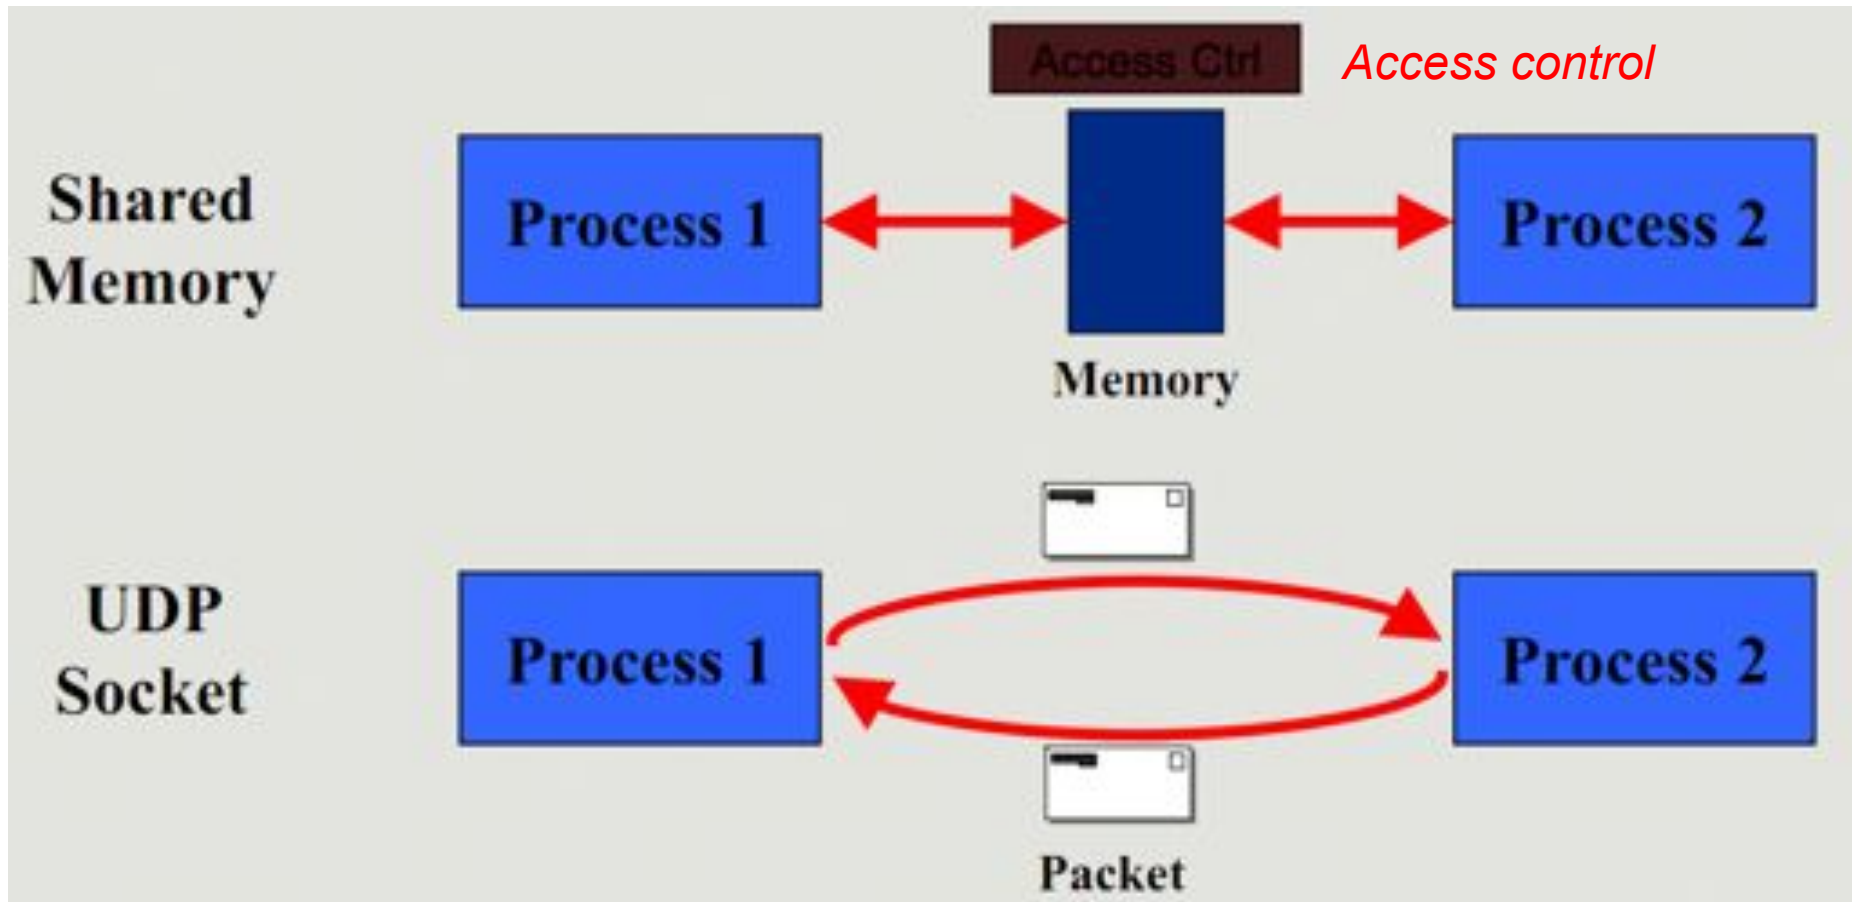 Access Ctrl
Access control
Shared
Memory
Process 1
Process 2
Memory
UDP
Socket
Process 1
Process 2
Packet